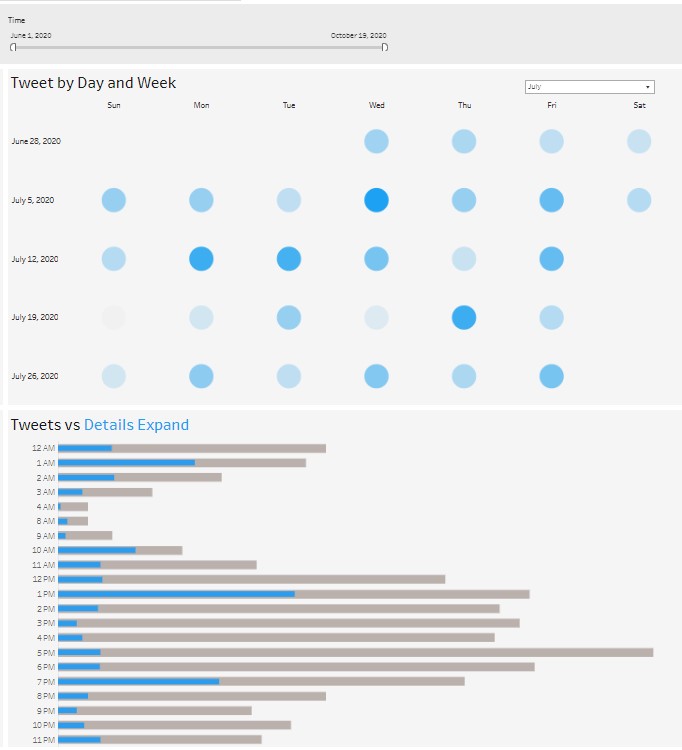 Time
June 1, 2020 October 19, 2020
Tweet by Day and Week
July
Sun Mon Tue Wed Thu Fri Sat
June 28, 2020
July 5, 2020
July 12, 2020
July 19, 2020
July 26, 2020
Tweets vs Details Expand
12 AM
1 AM
2 AM
3 AM
4 AM
8 AM
9 AM
10 AM
11 AM
12 PM
1 PM
2 PM
3 PM
4 PM
5 PM
6 PM
7 PM
8 PM
9 PM
10 PM
11 PM